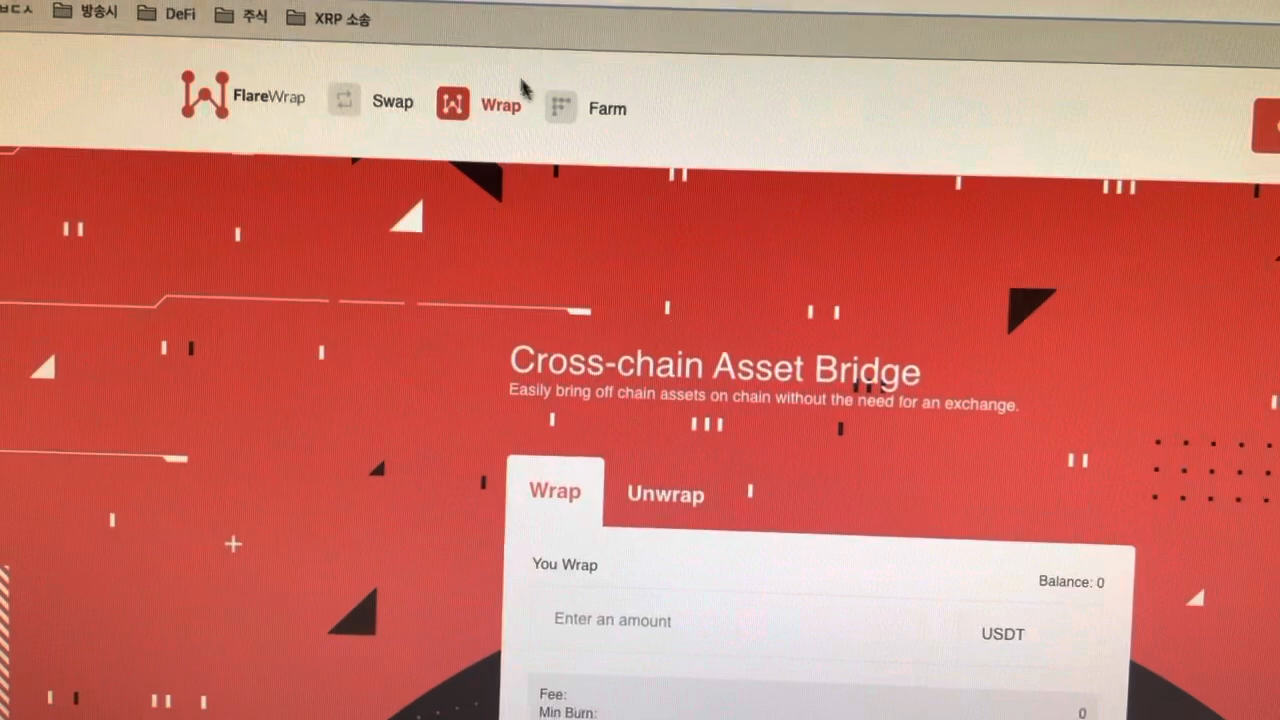 방송시 DeFi 주식 XRP 소송
FlareWrap Swap Wrap Farm
Cross-chain Asset Bridge
Easily bring off chain assets on chain without the need for an exchange.
Wrap Unwrap
You Wrap Balance: 0
Enter an amount USDT
Fee:
Min Burn: 0